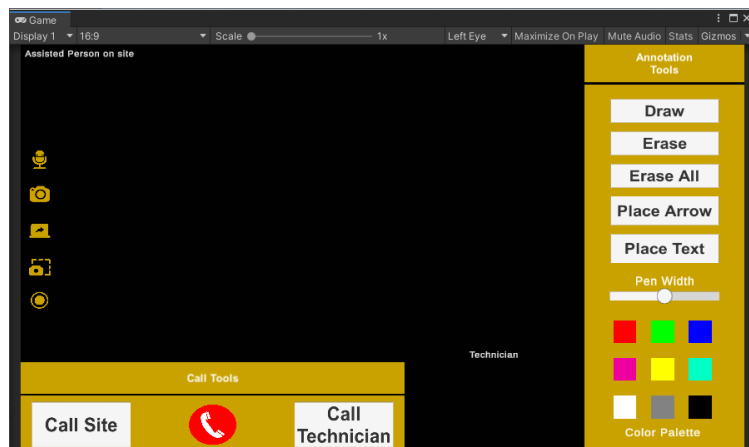 Game
Display 1 16:9 Scale 1x Left Eye Maximize On Play Mute Audio Stats Gizmos
Assisted Person on site
Annotation
Tools
Draw
Erase
Erase All
Place Arrow
Place Text
Pen Width
Technician
Call Tools
Call Site
Call
Technician
Color Palette